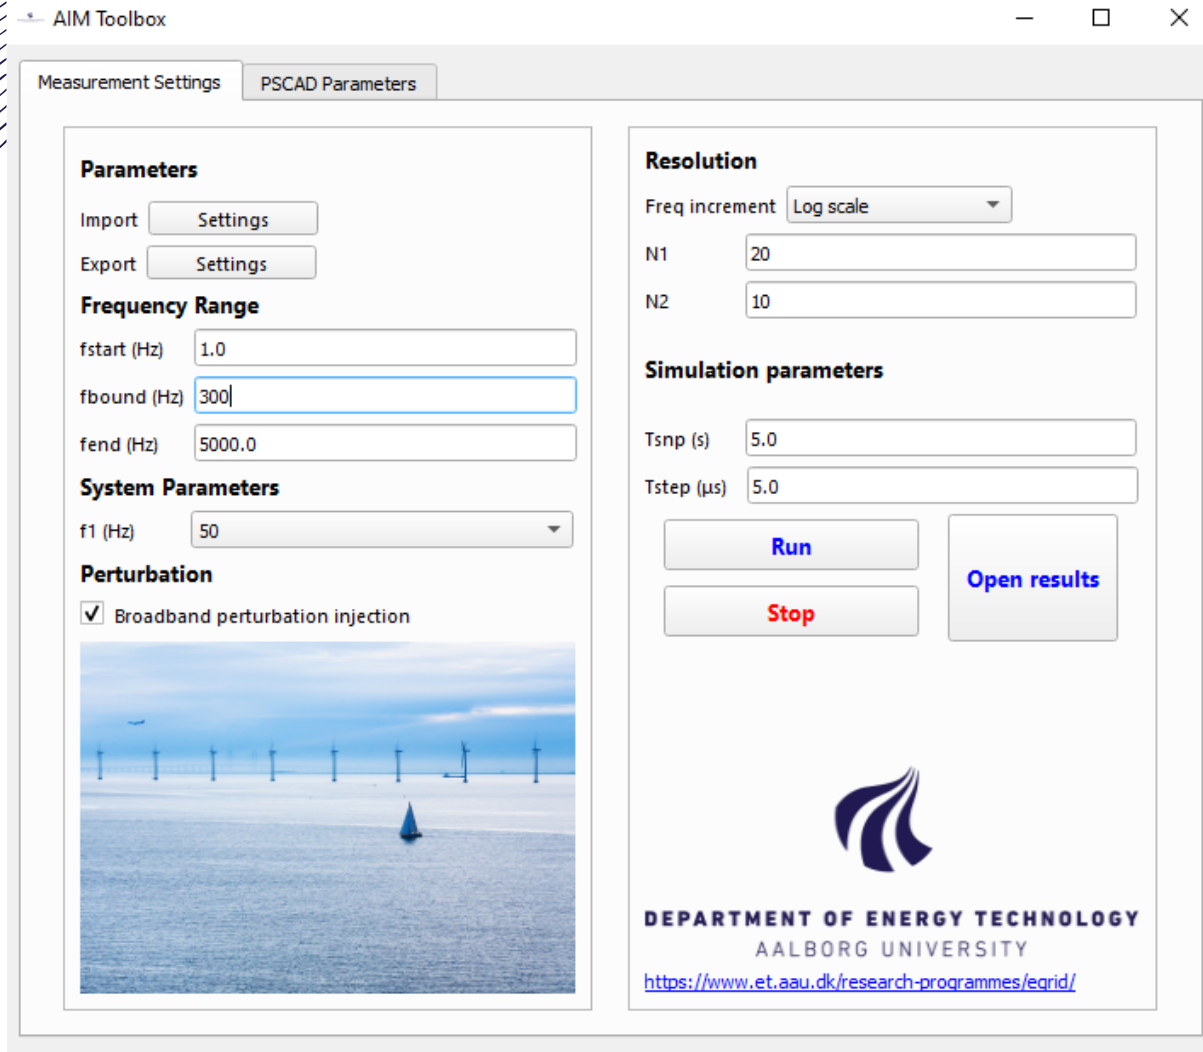 AIM Toolbox
Measurement Settings
PSCAD Parameters
Parameters
Import Settings
Export Settings
Frequency Range
fstart (Hz) 1.0
fbound (Hz) 300
fend (Hz) 5000.0
System Parameters
f1 (Hz) 50
Perturbation
Broadband perturbation injection
Resolution
Freq increment Log scale
N1 20
N2 10
Simulation parameters
Tsnp (s) 5.0
Tstep (μs) 5.0
Run
Stop
Open results
DEPARTMENT OF ENERGY TECHNOLOGY
AALBORG UNIVERSITY
https://www.et.aau.dk/research-programmes/egrid/